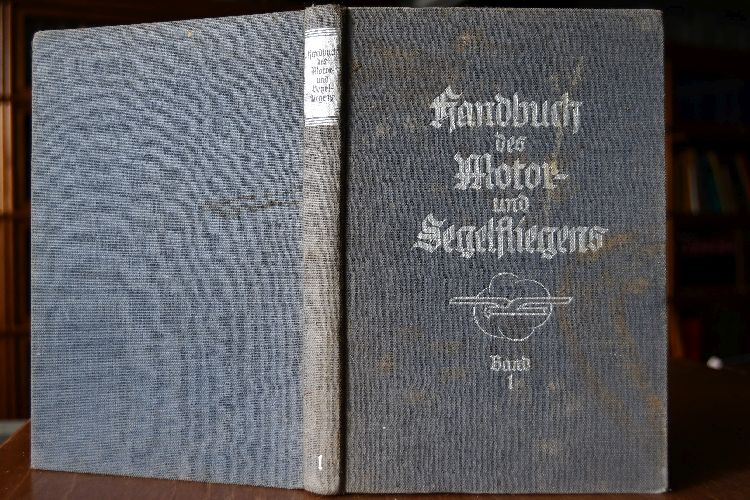 Handbuch
des
Motor-
und
Segel-
fliegens
1
Handbuch
des
Motor-
und
Segelfliegens
Band
1